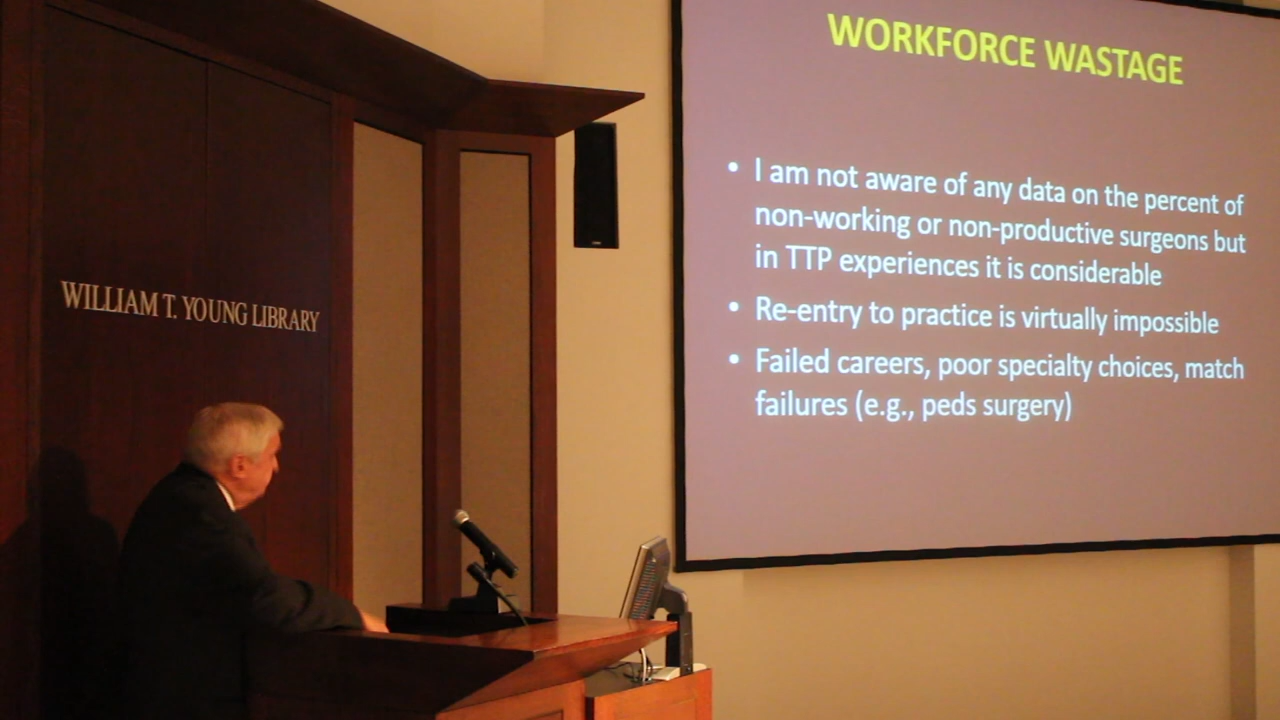 WORKFORCE WASTAGE
• I am not aware of any data on the percent of
non-working or non-productive surgeons but
in TTP experiences it is considerable
• Re-entry to practice is virtually impossible
• Failed careers, poor specialty choices, match
failures (e.g., peds surgery)
WILLIAM T. YOUNG LIBRARY